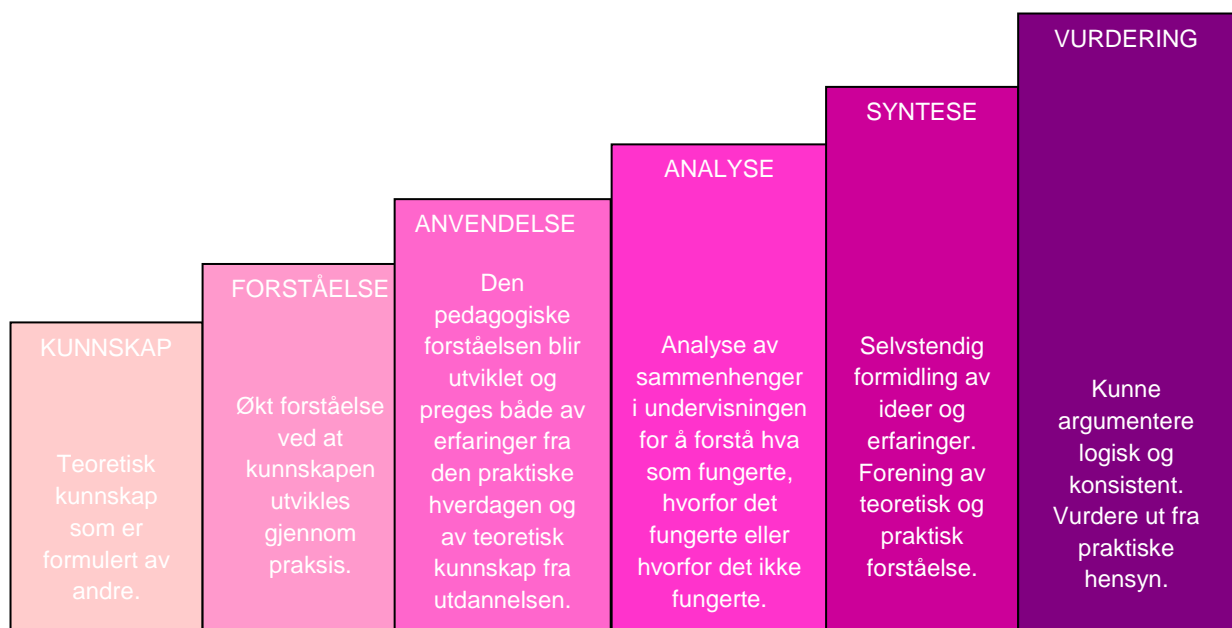 KUNNSKAP
Teoretisk
kunnskap
som er
formulert av
andre.
FORSTÅELSE
Økt forståelse
ved at
kunnskapen
utvikles
gjennom
praksis.
ANVENDELSE
Den
pedagogiske
forståelsen blir
utviklet og
preges både av
erfaringer fra
den praktiske
hverdagen og
av teoretisk
kunnskap fra
utdannelsen.
ANALYSE
Analyse av
sammenhenger
i undervisningen
for å forstå hva
som fungerte,
hvorfor det
fungerte eller
hvorfor det ikke
fungerte.
SYNTESE
Selvstendig
formidling av
ideer og
erfaringer.
Forening av
teoretisk og
praktisk
forståelse.
VURDERING
Kunne
argumentere
logisk og
konsistent.
Vurdere ut fra
praktiske
hensyn.